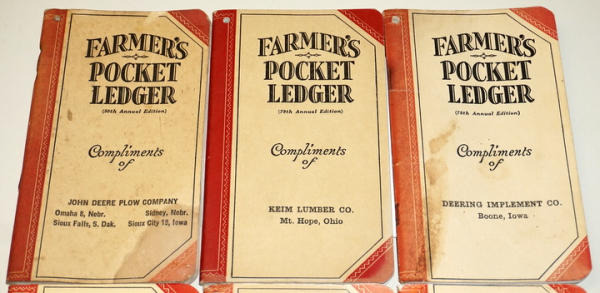 FARMER'S
POCKET
LEDGER
(80th Annual Edition)
Compliments
of
JOHN DEERE PLOW COMPANY
Omaha 8, Nebr. Sidney, Nebr.
Sioux Falls, S. Dak. Sioux City 15, Iowa
FARMER'S
POCKET
LEDGER
(79th Annual Edition)
Compliments
of
KEIM LUMBER CO.
Mt. Hope, Ohio
FARMER'S
POCKET
LEDGER
(78th Annual Edition)
Compliments
of
DEERING IMPLEMENT CO.
Boone, Iowa